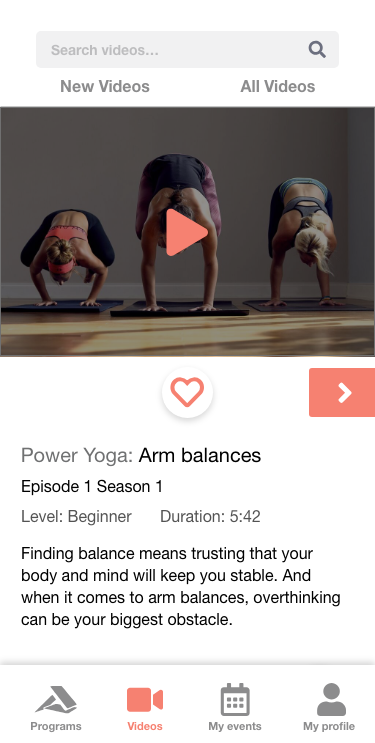 Search videos...
New Videos All Videos
Power Yoga: Arm balances
Episode 1 Season 1
Level: Beginner Duration: 5:42
Finding balance means trusting that your
body and mind will keep you stable. And
when it comes to arm balances, overthinking
can be your biggest obstacle.
Programs Videos My events My profile